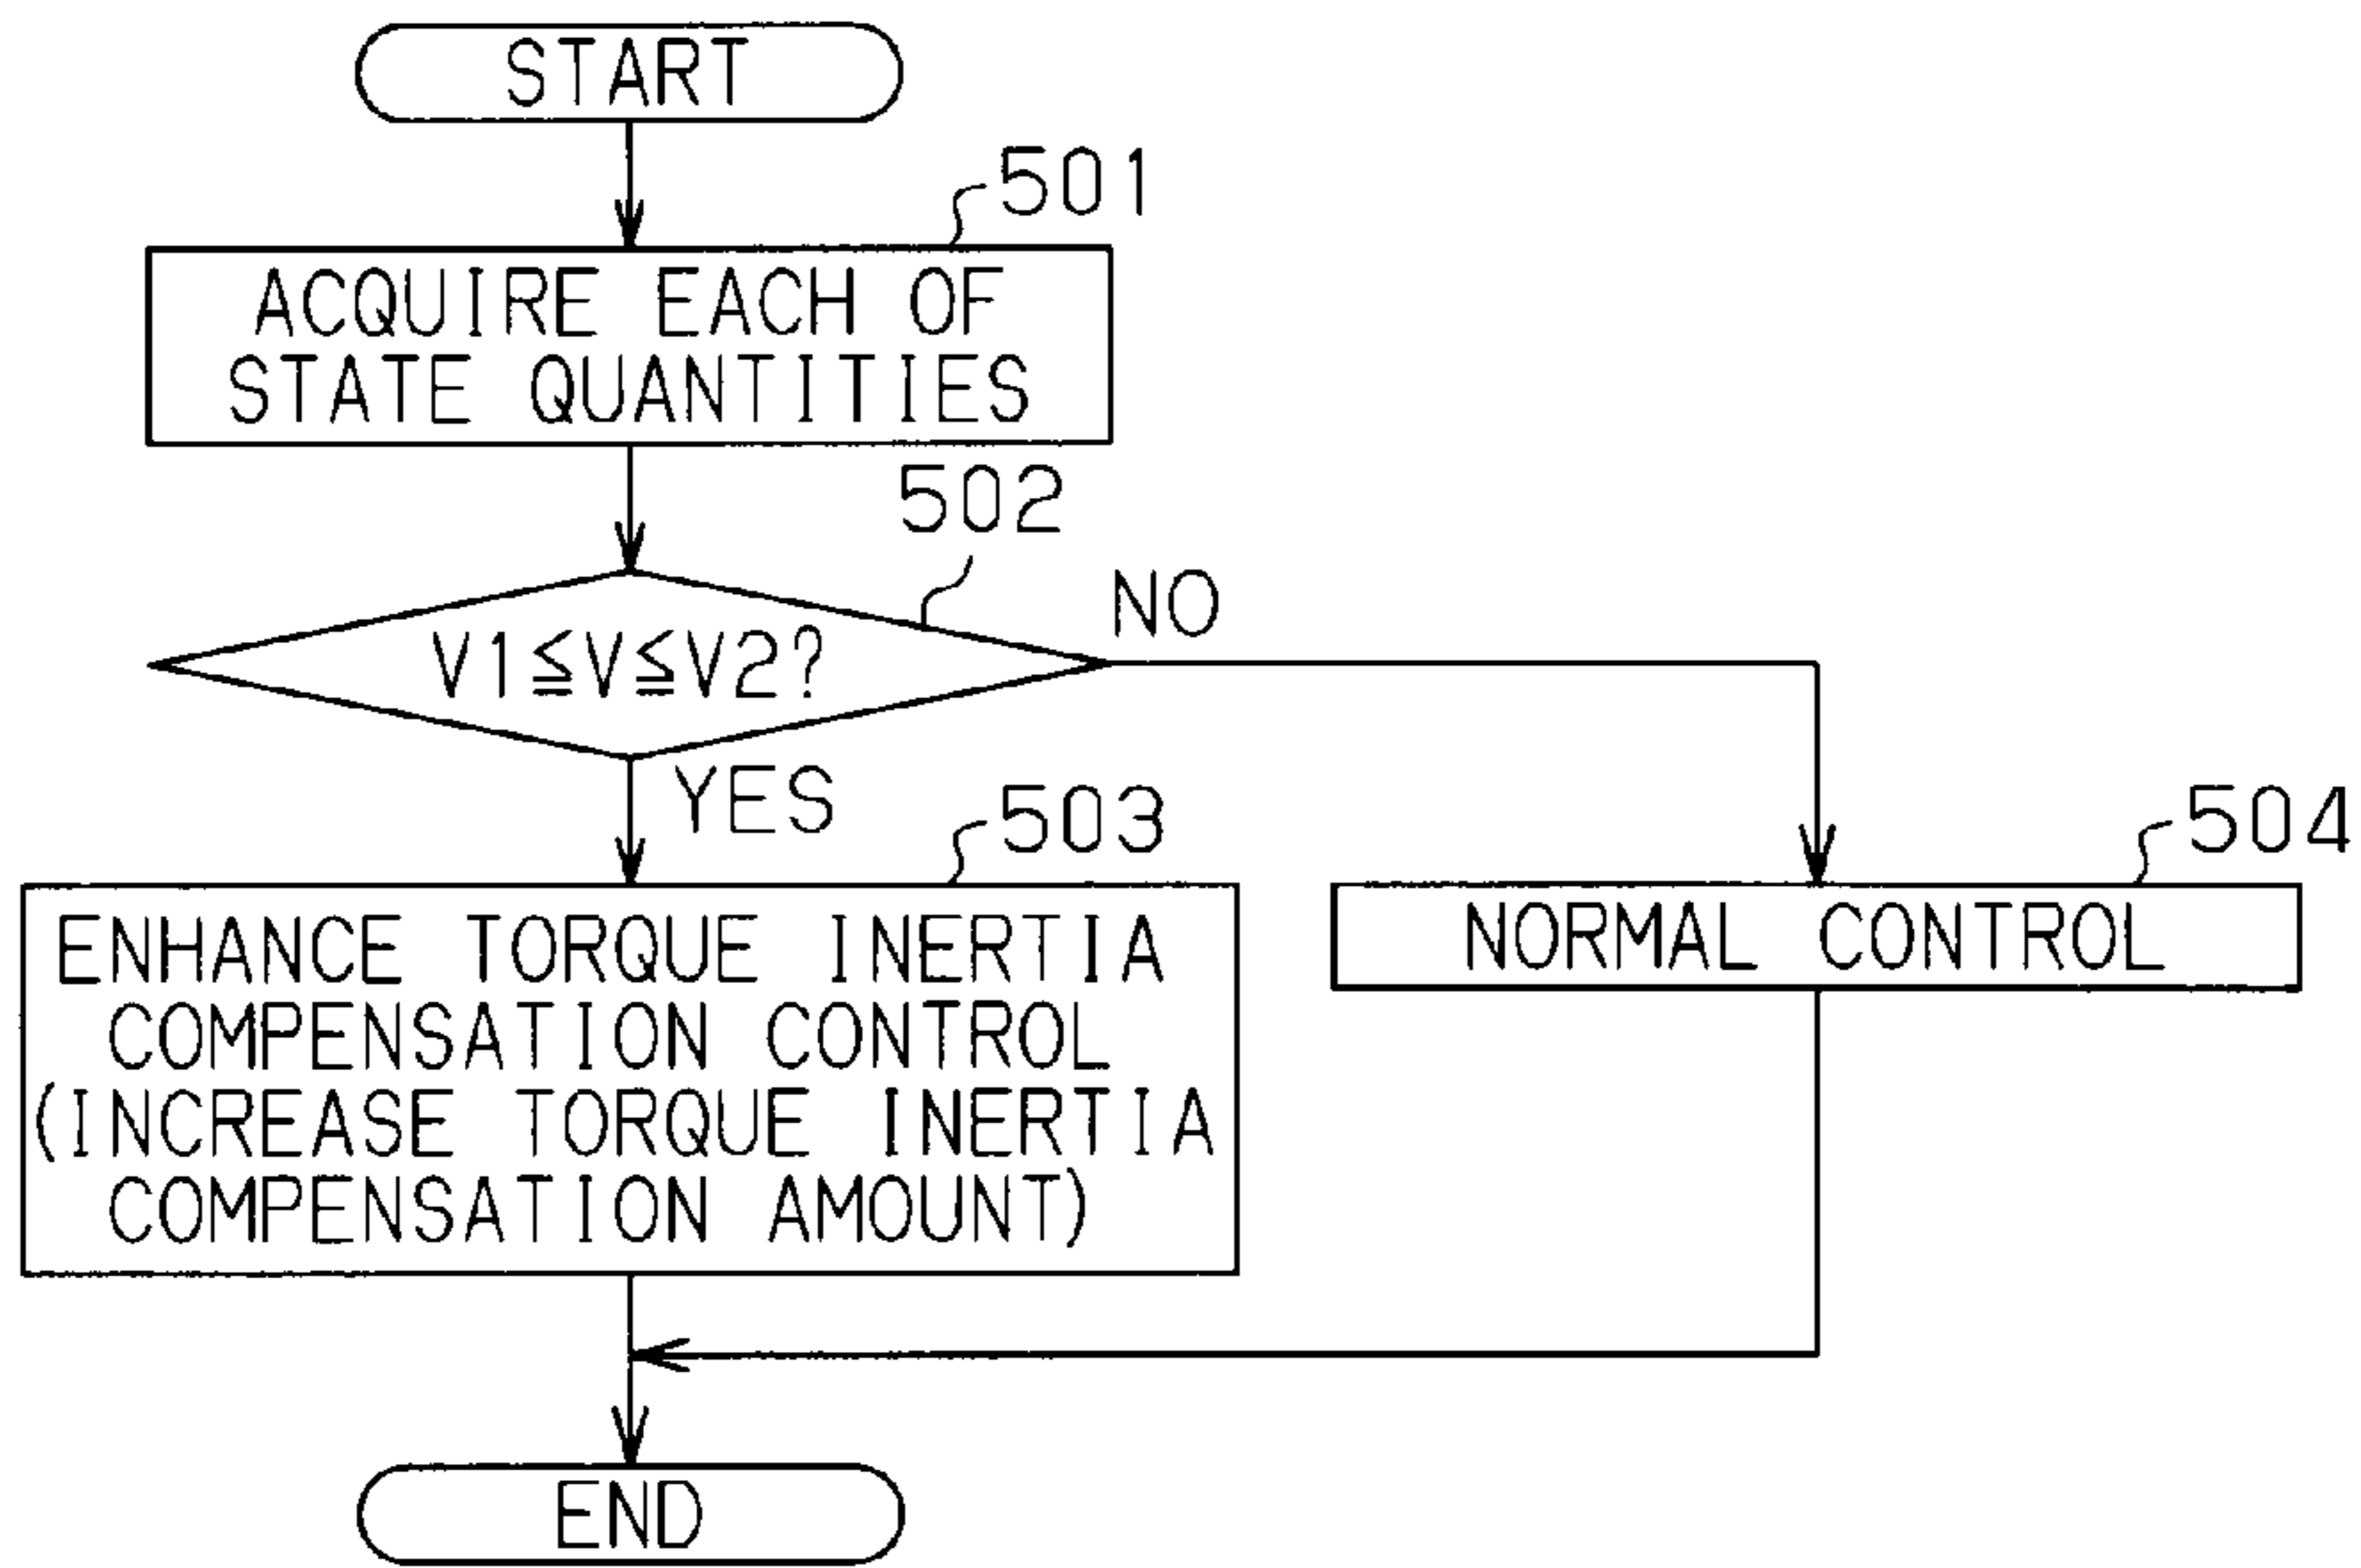 START
501
ACQUIRE EACH OF
STATE QUANTITIES
502
V1≦V≦V2?
NO
YES
503
ENHANCE TORQUE INERTIA
COMPENSATION CONTROL
(INCREASE TORQUE INERTIA
COMPENSATION AMOUNT)
504
NORMAL CONTROL
END